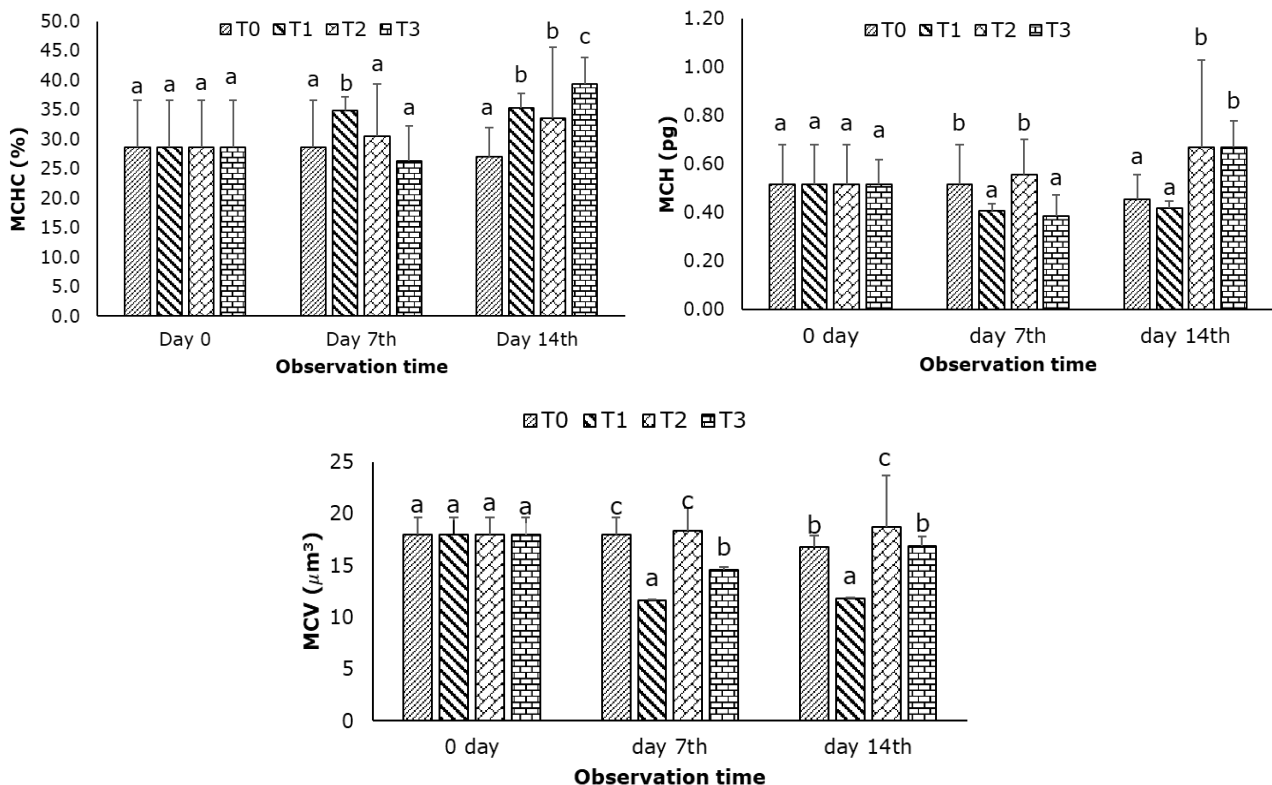 T0 T1 T2 T3
MCHC (%)
50.0
45.0
40.0
35.0
30.0
25.0
20.0
15.0
10.0
5.0
0.0
a a a a
a b a a
a b b c
Day 0 Day 7th Day 14th
Observation time
T0 T1 T2 T3
MCH (pg)
1.20
1.00
0.80
0.60
0.40
0.20
0.00
a a a a
b a b a
a a b b
0 day day 7th day 14th
Observation time
T0 T1 T2 T3
MCV (μm³)
25
20
15
10
5
0
a a a a
c a c b
b a c b
0 day day 7th day 14th
Observation time